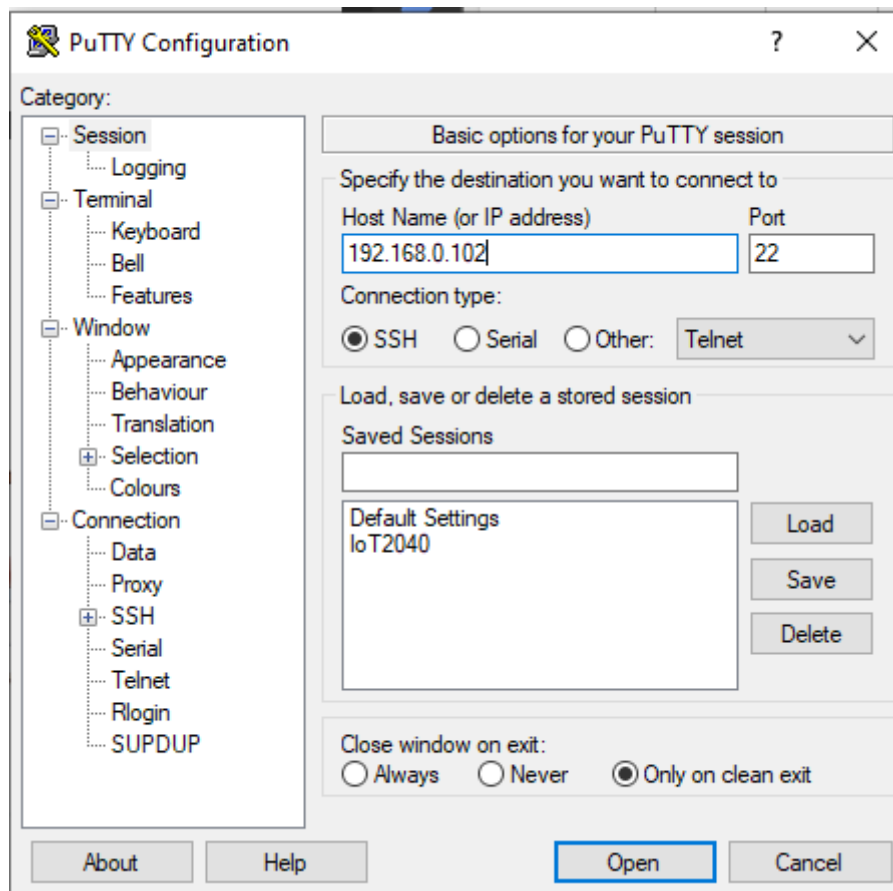 PuTTY Configuration
?
Category:
Session
Logging
Terminal
Keyboard
Bell
Features
Window
Appearance
Behaviour
Translation
Selection
Colours
Connection
Data
Proxy
SSH
Serial
Telnet
Rlogin
SUPDUP
Basic options for your PuTTY session
Specify the destination you want to connect to
Host Name (or IP address) Port
192.168.0.102 22
Connection type:
SSH Serial Other: Telnet
Load, save or delete a stored session
Saved Sessions
Default Settings
IoT2040
Load
Save
Delete
Close window on exit:
Always Never Only on clean exit
About Help Open Cancel